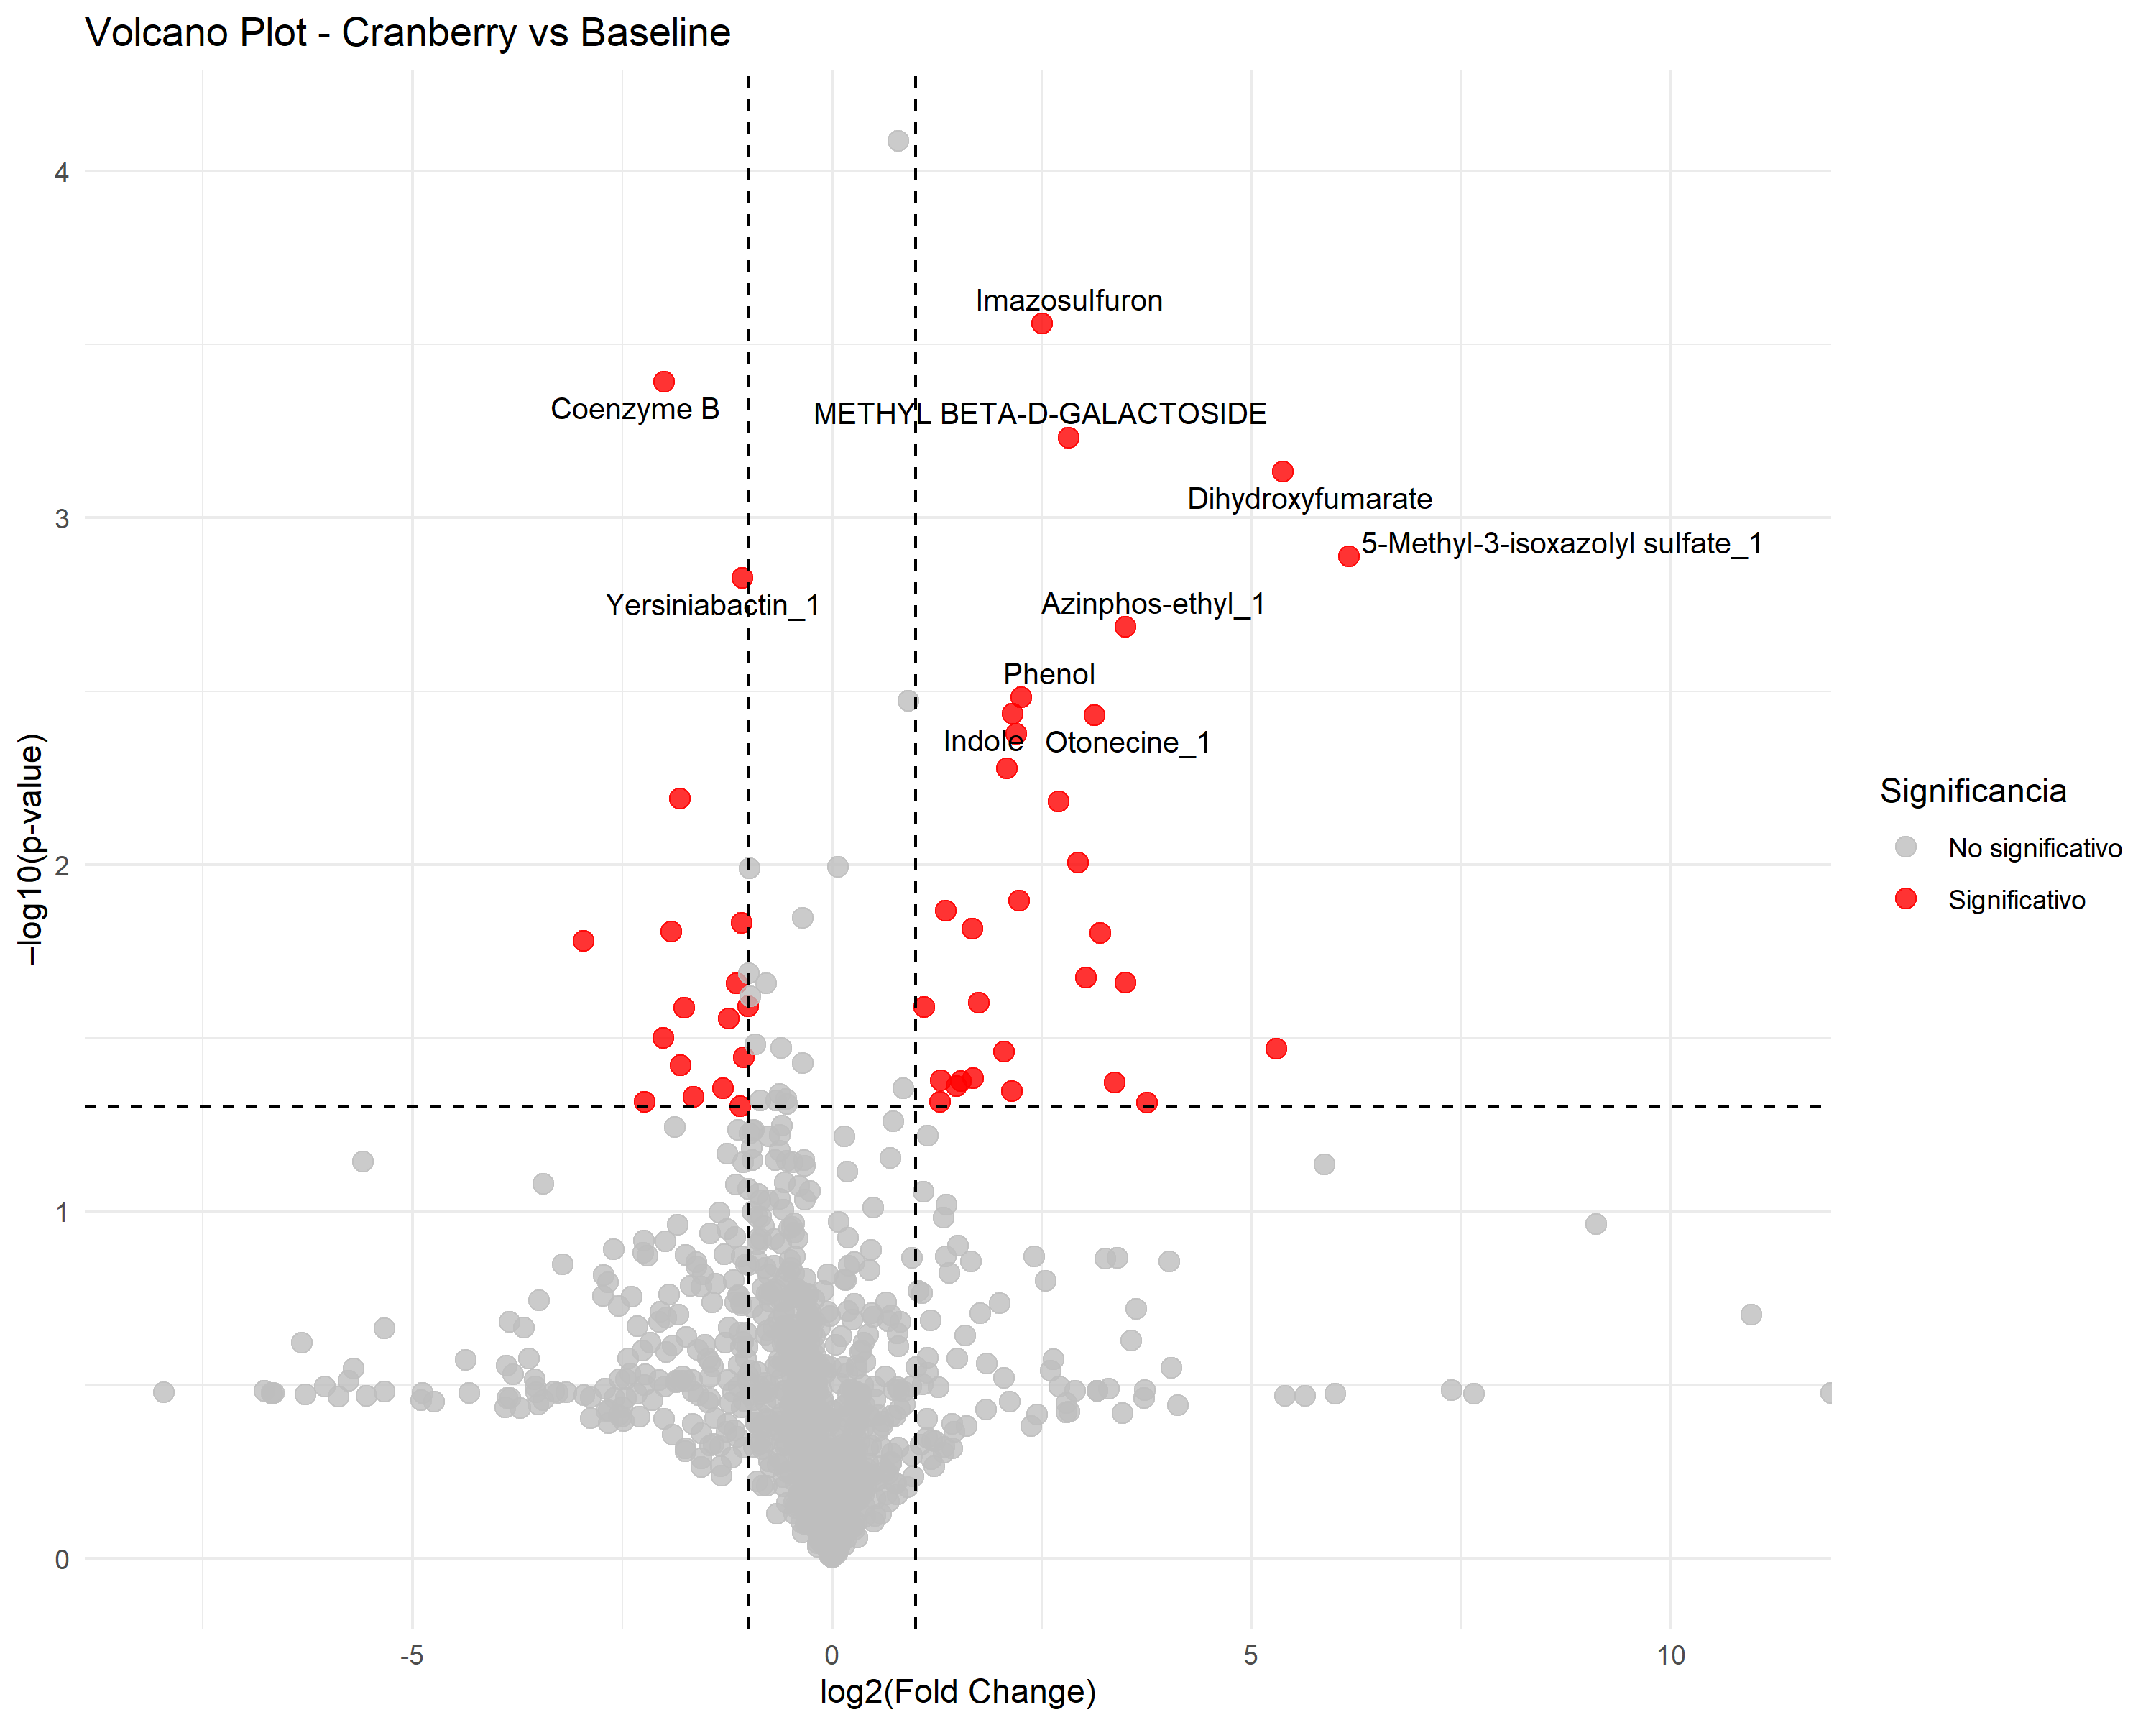 Volcano Plot - Cranberry vs Baseline
4
3
2
1
0
−log10(p-value)
Imazosulfuron
Coenzyme B
METHYL BETA-D-GALACTOSIDE
Dihydroxyfumarate
5-Methyl-3-isoxazolyl sulfate_1
Yersiniabactin_1
Azinphos-ethyl_1
Phenol
Indole
Otonecine_1
-5
0
5
10
log2(Fold Change)
Significancia
No significativo
Significativo